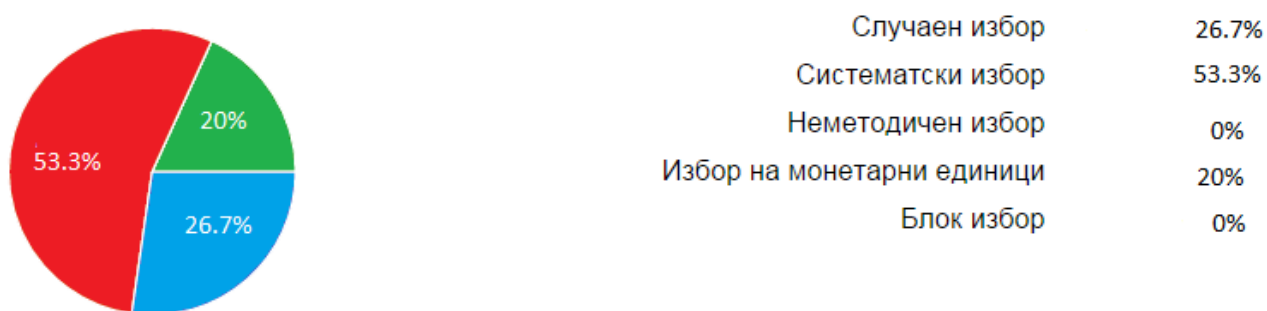 20%
53.3%
26.7%
Случаен избор 26.7%
Систематски избор 53.3%
Неметодичен избор 0%
Избор на монетарни единици 20%
Блок избор 0%